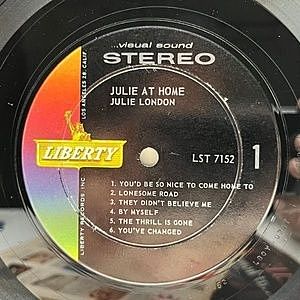 ...visual sound
STEREO
JULIE AT HOME
JULIE LONDON
LIBERTY
LST 7152
1
1. YOU'D BE SO NICE TO COME HOME TO
2. LONESOME ROAD
3. THEY DIDN'T BELIEVE ME
4. BY MYSELF
5. THE THRILL IS GONE
6. YOU'VE CHANGED
LIBERTY RECORDS INC.
LOS ANGELES 28, CALIF.